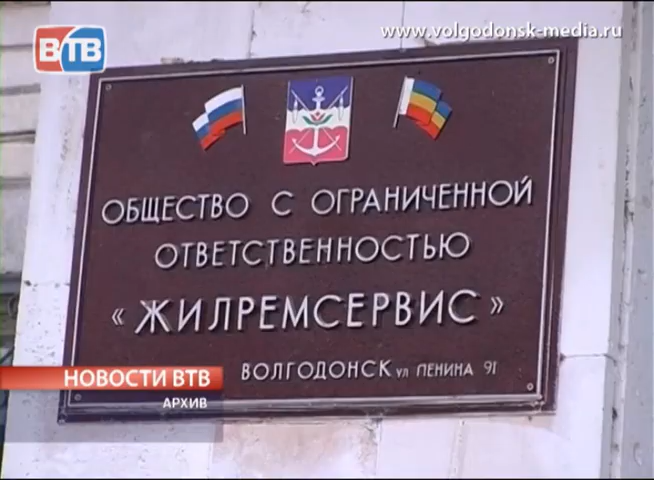 ВТВ
www.volgodonsk-media.ru
ОБЩЕСТВО С ОГРАНИЧЕННОЙ
ОТВЕТСТВЕННОСТЬЮ
« ЖИЛРЕМСЕРВИС »
ВОЛГОДОНСК ул ЛЕНИНА 91
НОВОСТИ ВТВ
АРХИВ